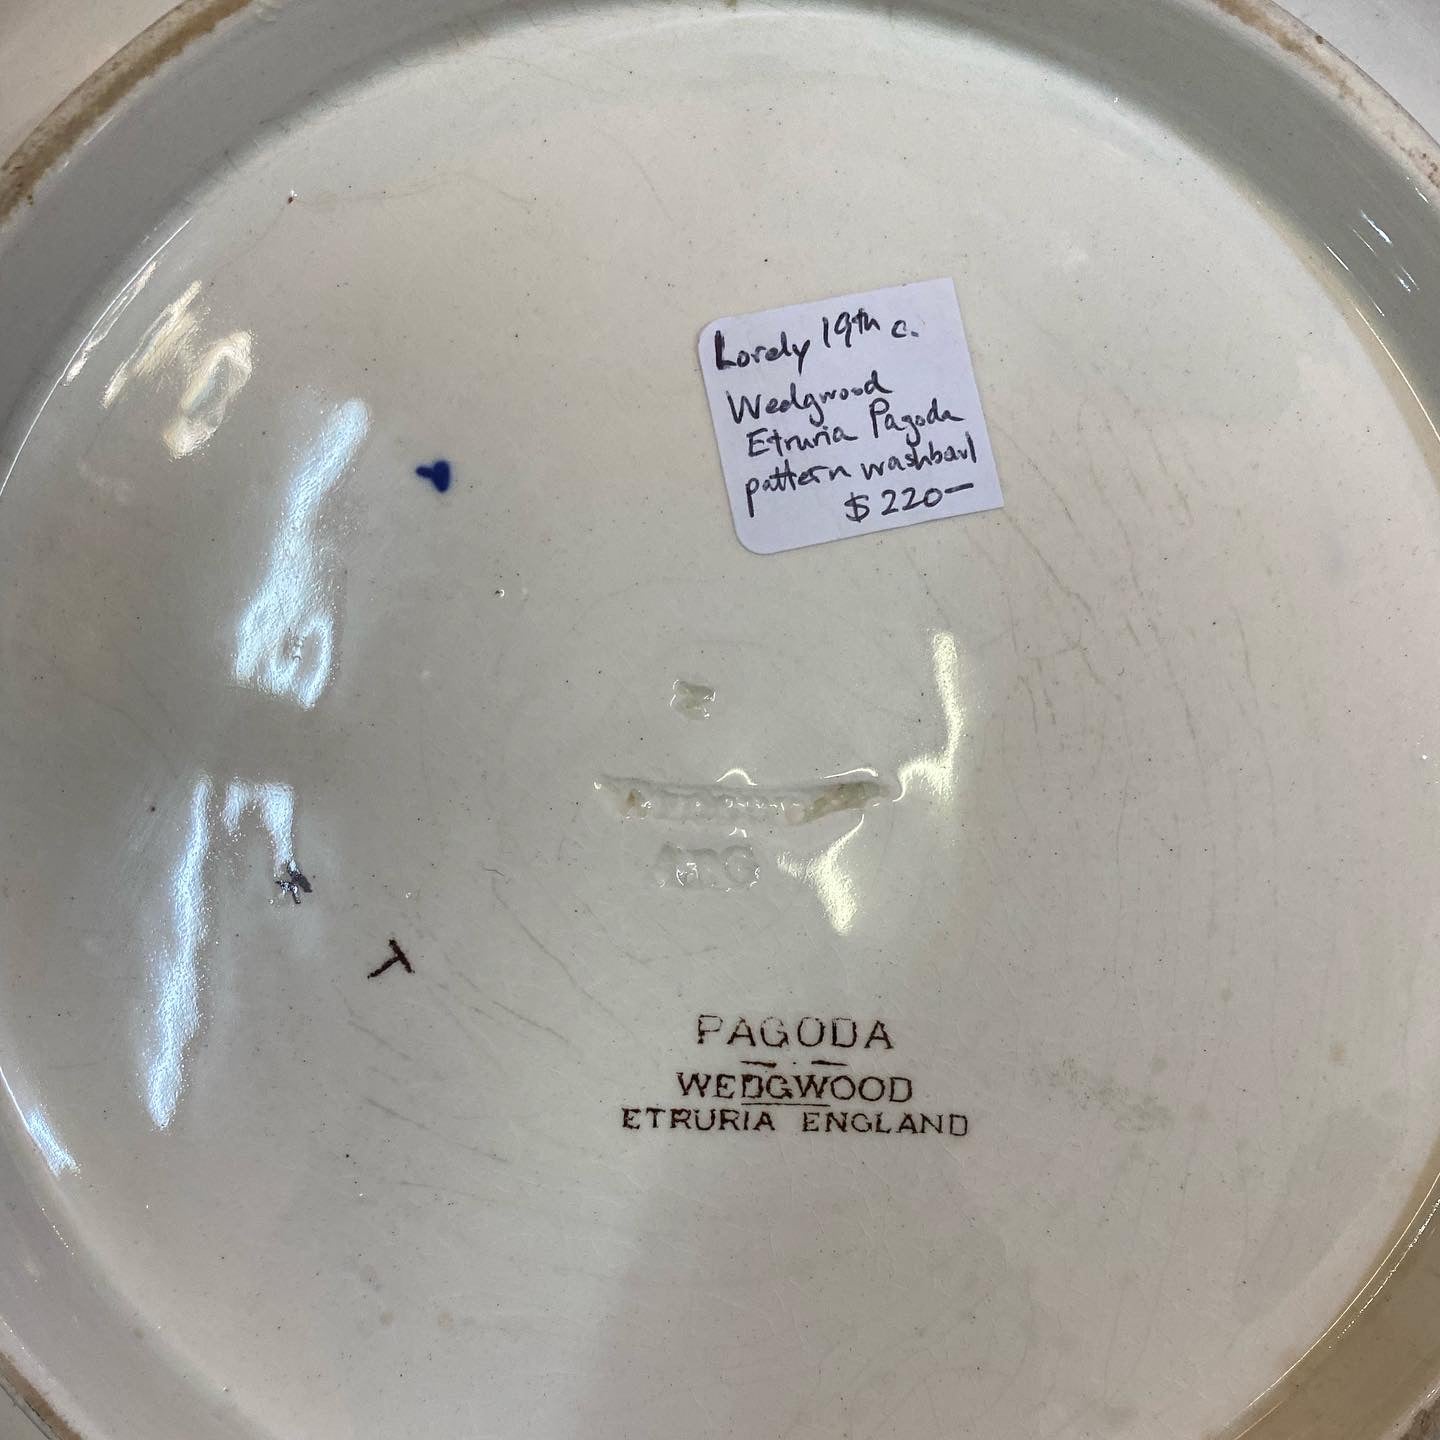 Lovely 19th c.
Wedgwood
Etruria Pagoda
pattern washbowl
$220—
T
PAGODA
WEDGWOOD
ETRURIA ENGLAND